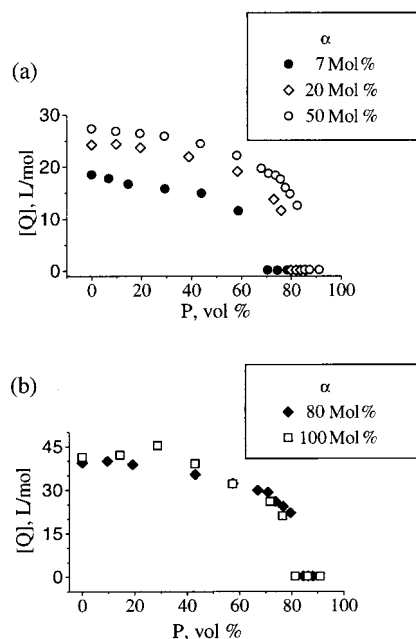 α
7 Mol %
20 Mol %
50 Mol %
(a)
30
20
10
0
[Q], L/mol
0 20 40 60 80 100
P, vol %
α
80 Mol%
100 Mol%
(b)
45
30
15
0
[Q], L/mol
0 20 40 60 80 100
P, vol %